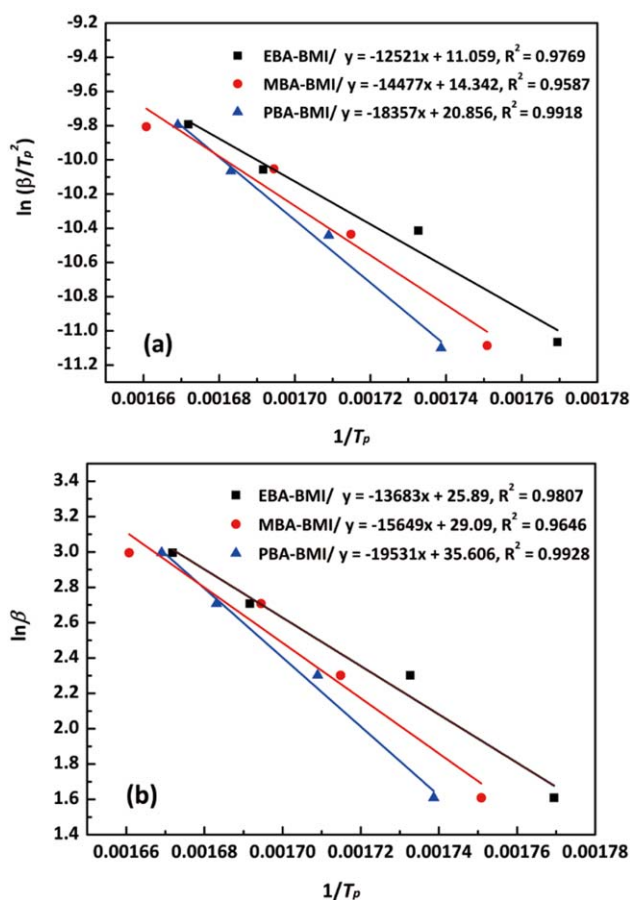 -9.2
-9.4
-9.6
-9.8
-10.0
-10.2
-10.4
-10.6
-10.8
-11.0
-11.2
ln (β/Tₚ²)
EBA-BMI/ y = -12521x + 11.059, R² = 0.9769
MBA-BMI/ y = -14477x + 14.342, R² = 0.9587
PBA-BMI/ y = -18357x + 20.856, R² = 0.9918
(a)
0.00166 0.00168 0.00170 0.00172 0.00174 0.00176 0.00178
1/Tₚ
3.4
3.2
3.0
2.8
2.6
2.4
2.2
2.0
1.8
1.6
1.4
lnβ
EBA-BMI/ y = -13683x + 25.89, R² = 0.9807
MBA-BMI/ y = -15649x + 29.09, R² = 0.9646
PBA-BMI/ y = -19531x + 35.606, R² = 0.9928
(b)
0.00166 0.00168 0.00170 0.00172 0.00174 0.00176 0.00178
1/Tₚ